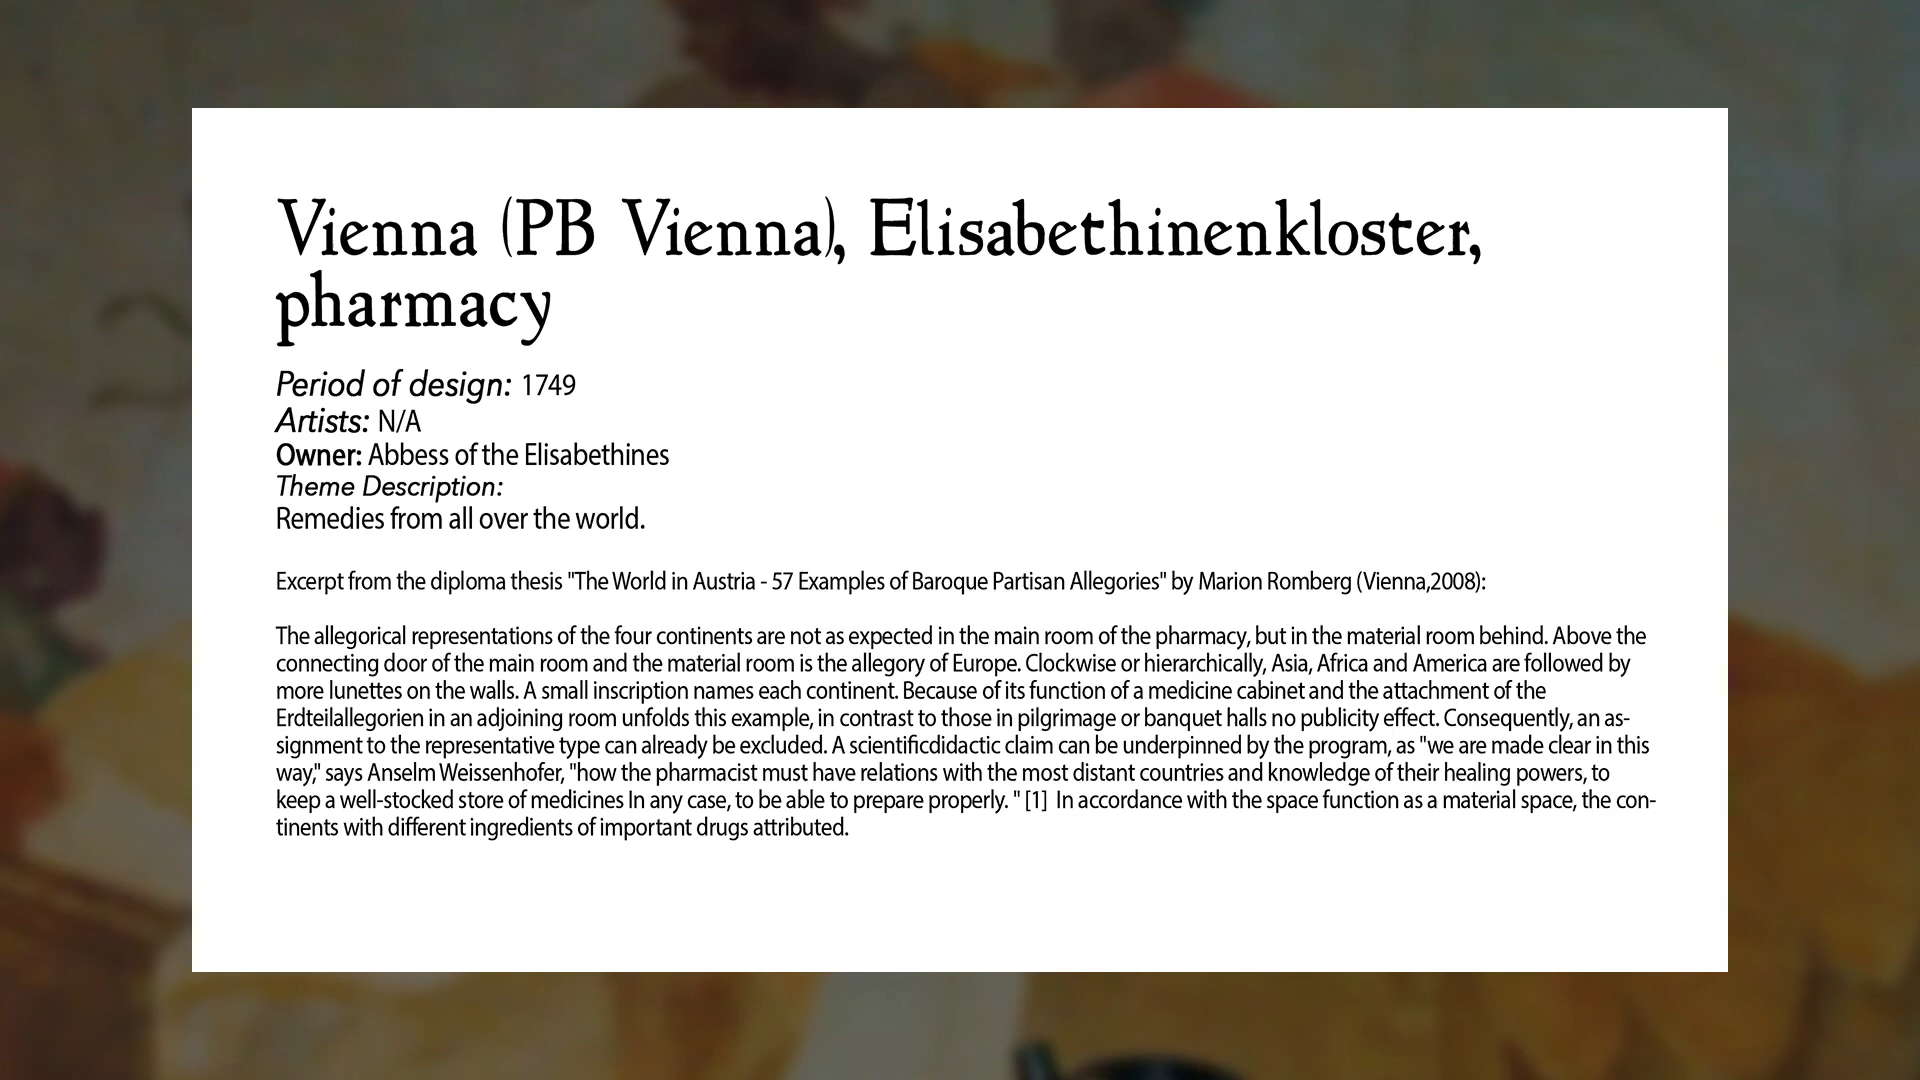 Vienna (PB Vienna), Elisabethinenkloster,
pharmacy
Period of design: 1749
Artists: N/A
Owner: Abbess of the Elisabethines
Theme Description:
Remedies from all over the world.
Excerpt from the diploma thesis "The World in Austria - 57 Examples of Baroque Partisan Allegories" by Marion Romberg (Vienna,2008):
The allegorical representations of the four continents are not as expected in the main room of the pharmacy, but in the material room behind. Above the
connecting door of the main room and the material room is the allegory of Europe. Clockwise or hierarchically, Asia, Africa and America are followed by
more lunettes on the walls. A small inscription names each continent. Because of its function of a medicine cabinet and the attachment of the
Erdteilallegorien in an adjoining room unfolds this example, in contrast to those in pilgrimage or banquet halls no publicity effect. Consequently, an as-
signment to the representative type can already be excluded. A scientificdidactic claim can be underpinned by the program, as "we are made clear in this
way," says Anselm Weissenhofer, "how the pharmacist must have relations with the most distant countries and knowledge of their healing powers, to
keep a well-stocked store of medicines In any case, to be able to prepare properly. " [1]  In accordance with the space function as a material space, the con-
tinents with different ingredients of important drugs attributed.